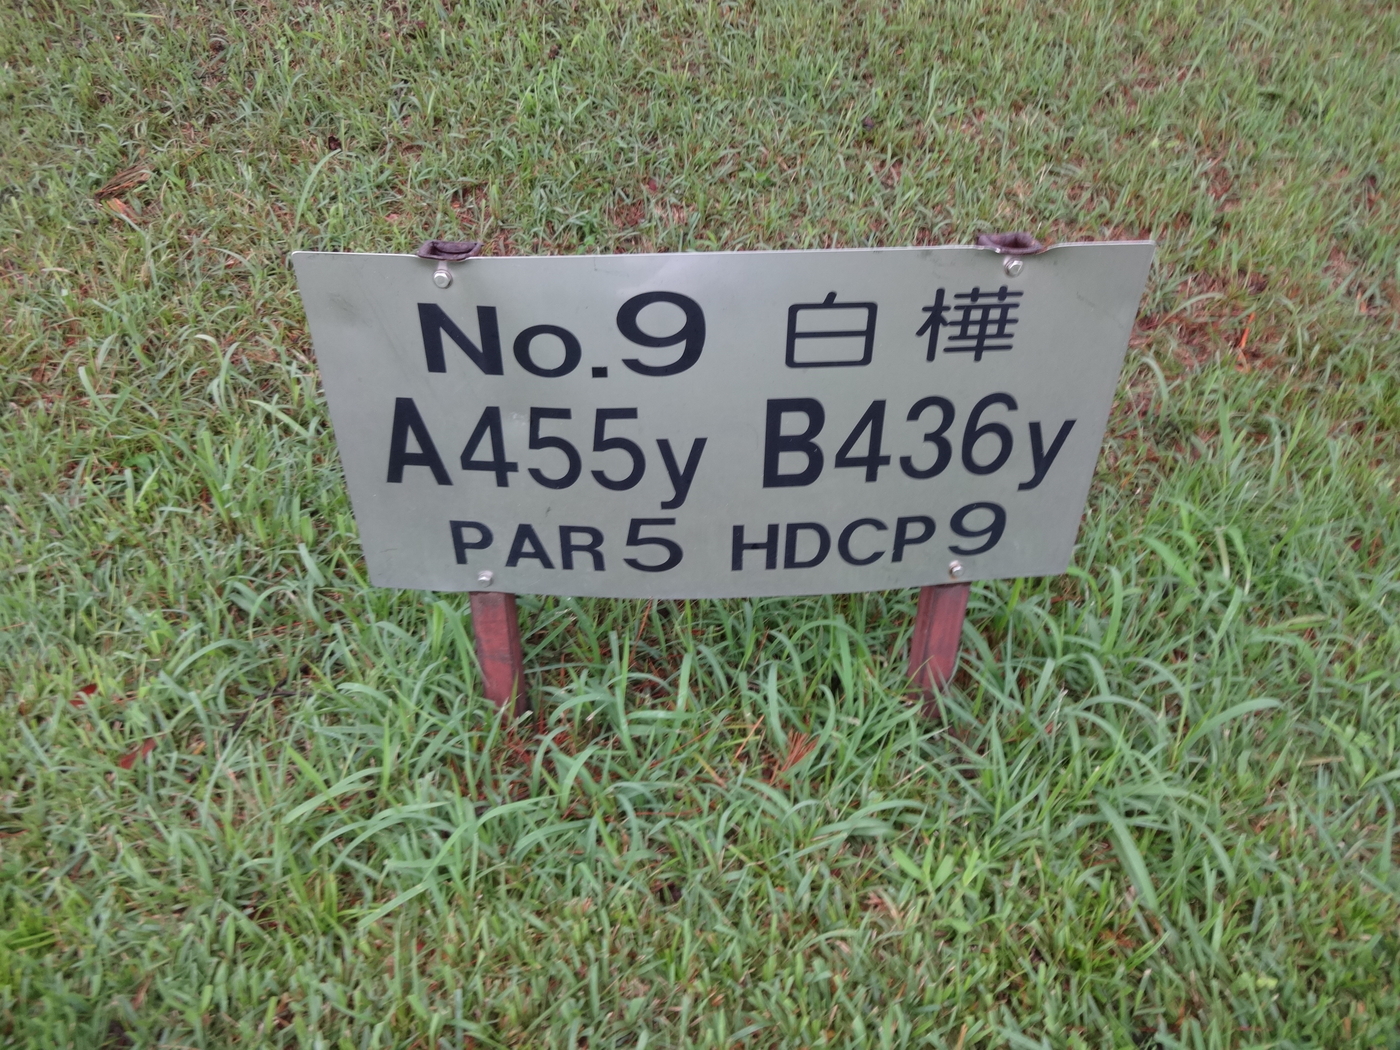 No.9 白樺
A455y B436y
PAR5 HDCP9